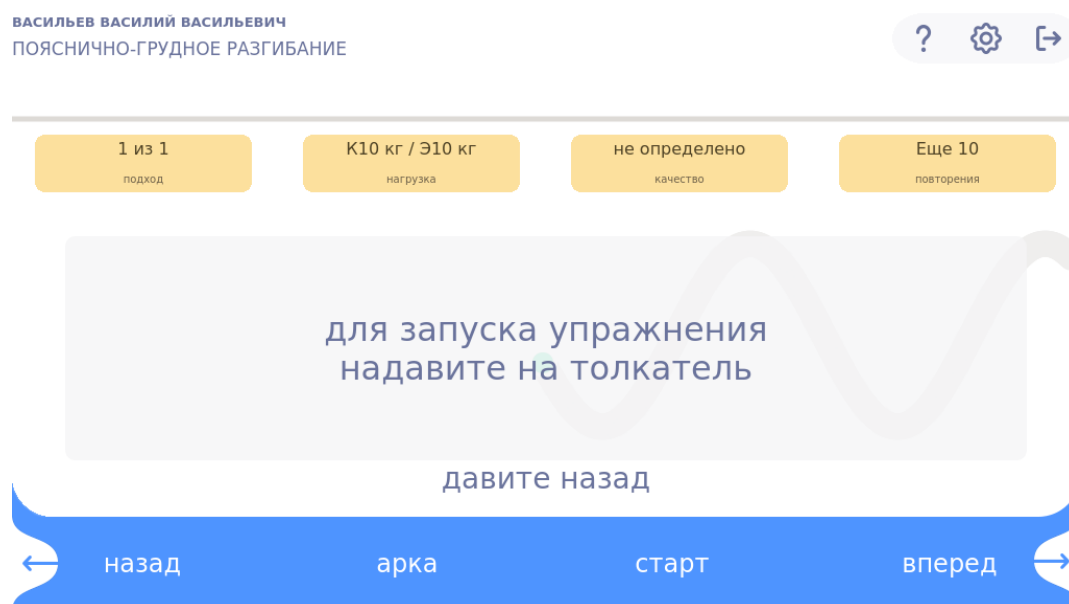 ВАСИЛЬЕВ ВАСИЛИЙ ВАСИЛЬЕВИЧ
ПОЯСНИЧНО-ГРУДНОЕ РАЗГИБАНИЕ
?
1 из 1
подход
К10 кг / Э10 кг
нагрузка
не определено
качество
Еще 10
повторения
для запуска упражнения
надавите на толкатель
давите назад
назад
арка
старт
вперед